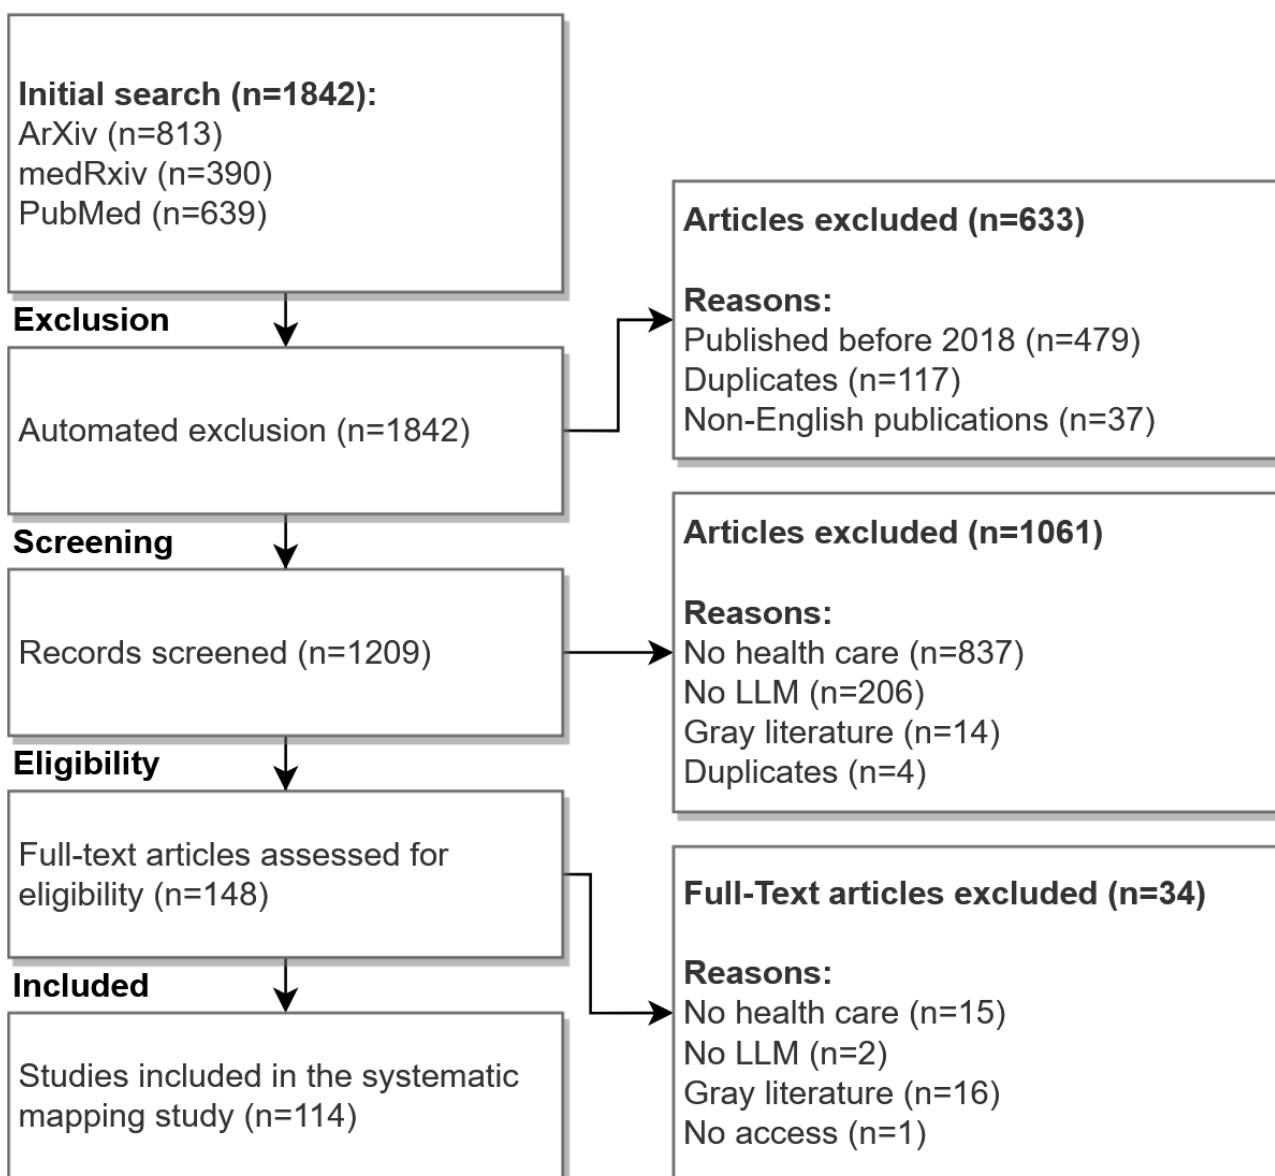 Initial search (n=1842):
ArXiv (n=813)
medRxiv (n=390)
PubMed (n=639)
Exclusion
Automated exclusion (n=1842)
Articles excluded (n=633)
Reasons:
Published before 2018 (n=479)
Duplicates (n=117)
Non-English publications (n=37)
Screening
Records screened (n=1209)
Articles excluded (n=1061)
Reasons:
No health care (n=837)
No LLM (n=206)
Gray literature (n=14)
Duplicates (n=4)
Eligibility
Full-text articles assessed for
eligibility (n=148)
Full-Text articles excluded (n=34)
Reasons:
No health care (n=15)
No LLM (n=2)
Gray literature (n=16)
No access (n=1)
Included
Studies included in the systematic
mapping study (n=114)